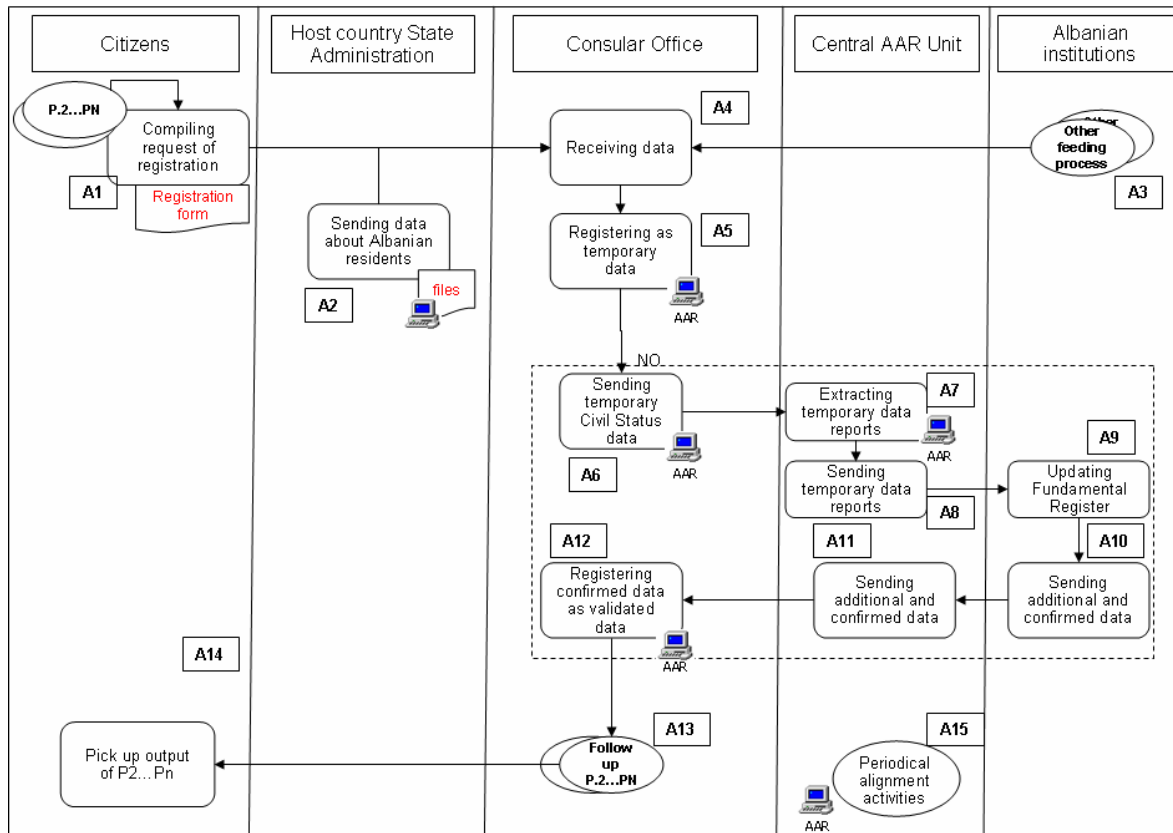 Citizens
Host country State
Administration
Consular Office
Central AAR Unit
Albanian
institutions
P.2...PN
Compiling
request of
registration
A1
Registration
form
Sending data
about Albanian
residents
A2
files
A4
Receiving data
Other
Other
feeding
process
A3
A5
Registering as
temporary
data
AAR
NO
Sending
temporary
Civil Status
data
A6
AAR
Extracting
temporary data
reports
A7
AAR
Sending
temporary data
reports
A8
A9
Updating
Fundamental
Register
A10
Sending
additional and
confirmed data
A11
Sending
additional and
confirmed data
A12
Registering
confirmed data
as validated
data
AAR
A14
Pick up output
of P2...Pn
A13
Follow
up
P.2...PN
A15
Periodical
alignment
activities
AAR